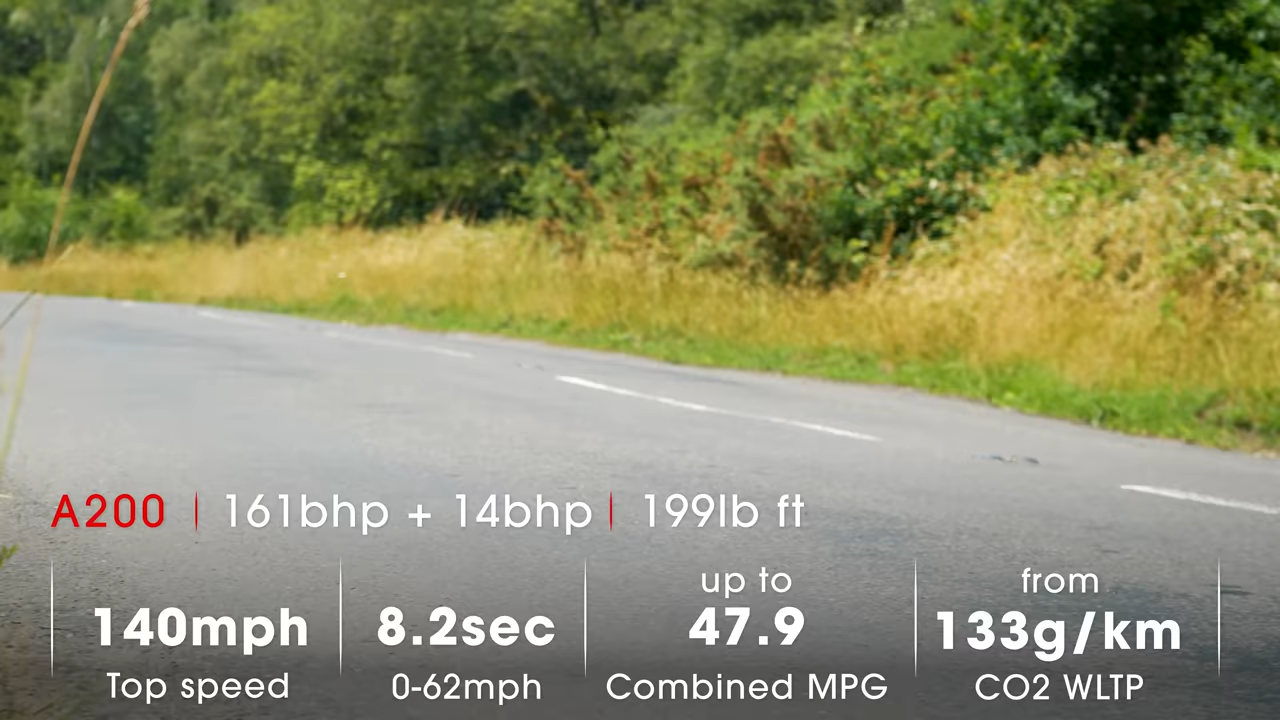 A200 | 161bhp + 14bhp | 199lb ft
up to from
140mph 8.2sec 47.9 133g/km
Top speed 0-62mph Combined MPG CO2 WLTP